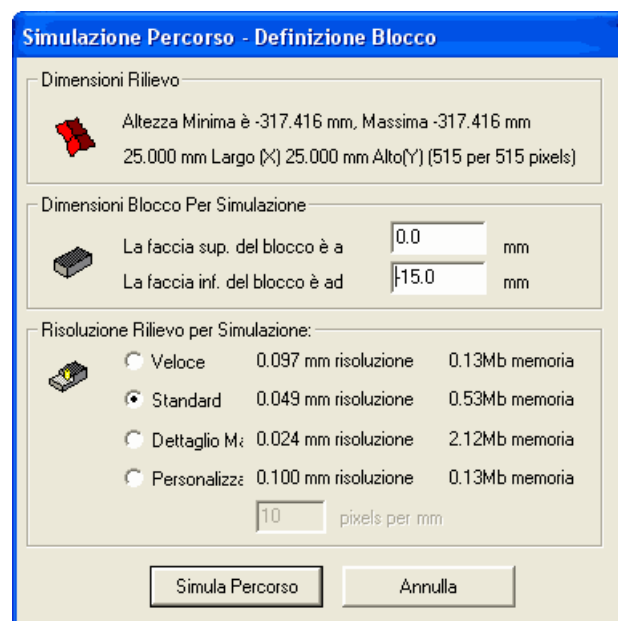 Simulazione Percorso - Definizione Blocco
Dimensioni Rilievo
Altezza Minima è -317.416 mm, Massima -317.416 mm
25.000 mm Largo (X) 25.000 mm Alto(Y) (515 per 515 pixels)
Dimensioni Blocco Per Simulazione
La faccia sup. del blocco è a 0.0 mm
La faccia inf. del blocco è ad -15.0 mm
Risoluzione Rilievo per Simulazione:
Veloce 0.097 mm risoluzione 0.13Mb memoria
Standard 0.049 mm risoluzione 0.53Mb memoria
Dettaglio Ma 0.024 mm risoluzione 2.12Mb memoria
Personalizza 0.100 mm risoluzione 0.13Mb memoria
10 pixels per mm
Simula Percorso Annulla